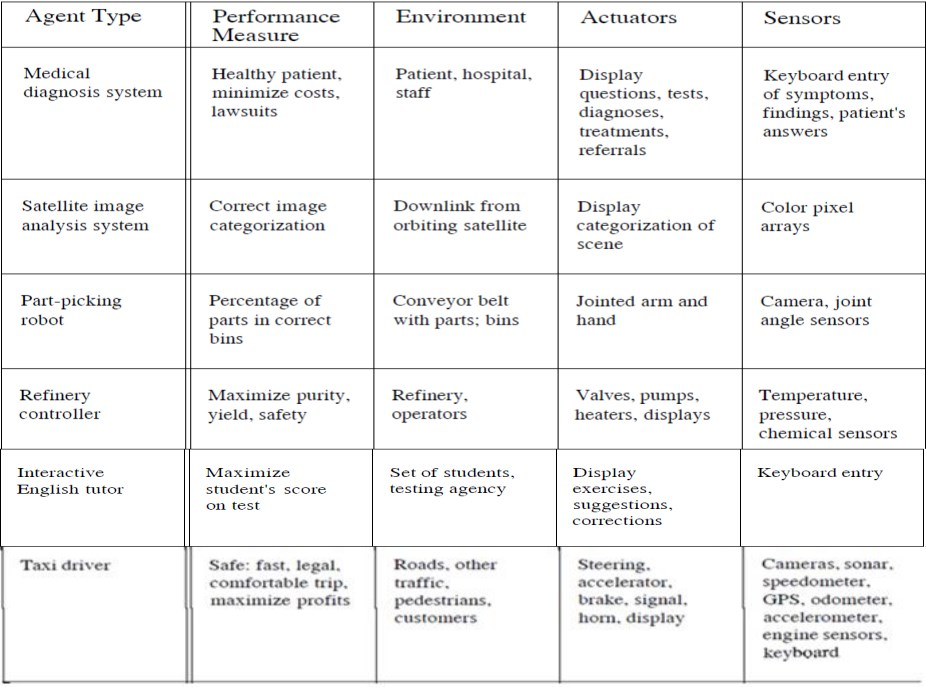 Agent Type
Performance
Measure
Environment
Actuators
Sensors
Medical
diagnosis system
Healthy patient,
minimize costs,
lawsuits
Patient, hospital,
staff
Display
questions, tests,
diagnoses,
treatments,
referrals
Keyboard entry
of symptoms,
findings, patient's
answers
Satellite image
analysis system
Correct image
categorization
Downlink from
orbiting satellite
Display
categorization of
scene
Color pixel
arrays
Part-picking
robot
Percentage of
parts in correct
bins
Conveyor belt
with parts; bins
Jointed arm and
hand
Camera, joint
angle sensors
Refinery
controller
Maximize purity,
yield, safety
Refinery,
operators
Valves, pumps,
heaters, displays
Temperature,
pressure,
chemical sensors
Interactive
English tutor
Maximize
student's score
on test
Set of students,
testing agency
Display
exercises,
suggestions,
corrections
Keyboard entry
Taxi driver
Safe: fast, legal,
comfortable trip,
maximize profits
Roads, other
traffic,
pedestrians,
customers
Steering,
accelerator,
brake, signal,
horn, display
Cameras, sonar,
speedometer,
GPS, odometer,
accelerometer,
engine sensors,
keyboard